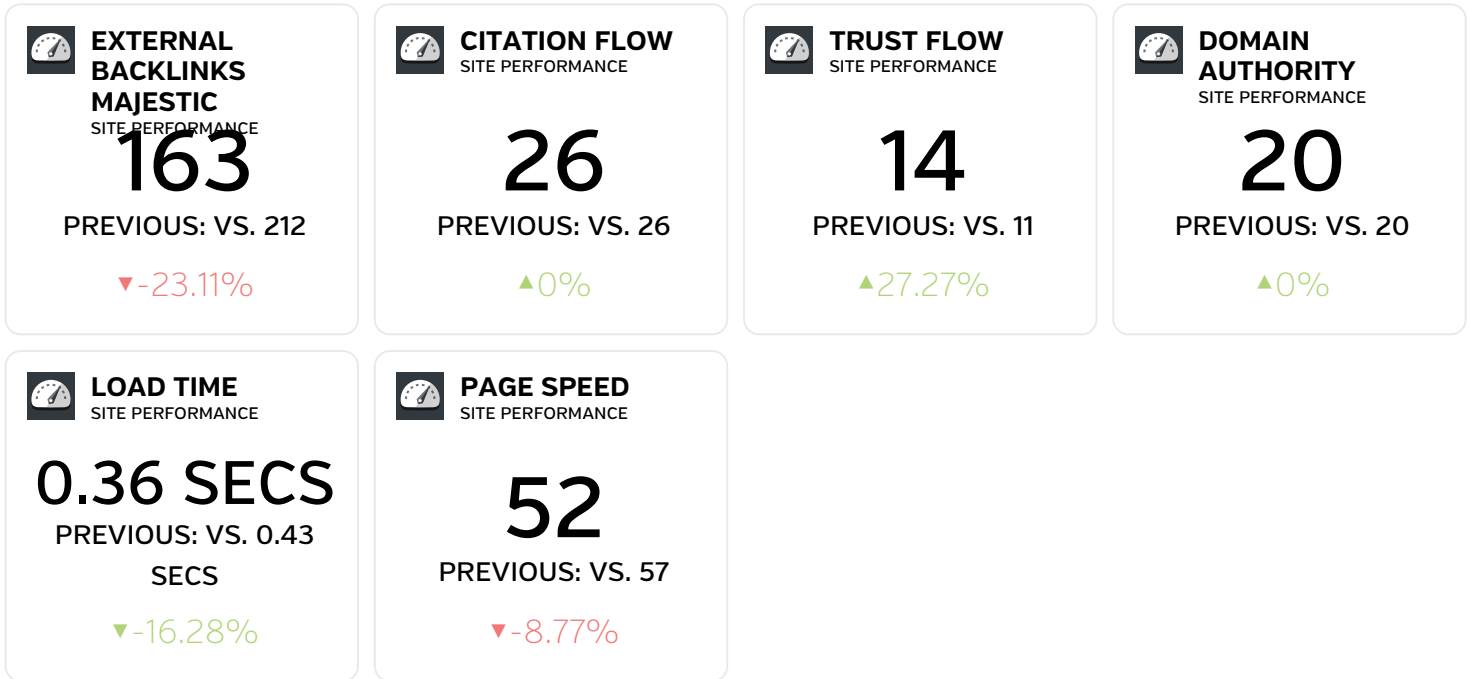 EXTERNAL
BACKLINKS
MAJESTIC
SITE PERFORMANCE
163
PREVIOUS: VS. 212
▼-23.11%
CITATION FLOW
SITE PERFORMANCE
26
PREVIOUS: VS. 26
▲0%
TRUST FLOW
SITE PERFORMANCE
14
PREVIOUS: VS. 11
▲27.27%
DOMAIN
AUTHORITY
SITE PERFORMANCE
20
PREVIOUS: VS. 20
▲0%
LOAD TIME
SITE PERFORMANCE
0.36 SECS
PREVIOUS: VS. 0.43
SECS
▼-16.28%
PAGE SPEED
SITE PERFORMANCE
52
PREVIOUS: VS. 57
▼-8.77%